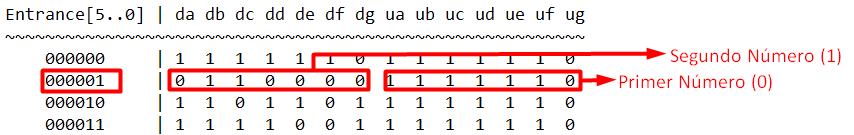 Entrance[5..0] | da db dc dd de df dg ua ub uc ud ue uf ug
~~~~~~~~~~~~~~~~~~~~~~~~~~~~~~~~~~~~~~~~~~~~~~~~~~~~~~~~~~
000000 | 1 1 1 1 1 1 0 1 1 1 1 1 1 0 Segundo Número (1)
000001 | 0 1 1 0 0 0 0 1 1 1 1 1 1 0 Primer Número (0)
000010 | 1 1 0 1 1 0 1 1 1 1 1 1 1 0
000011 | 1 1 1 1 0 0 1 1 1 1 1 1 1 0